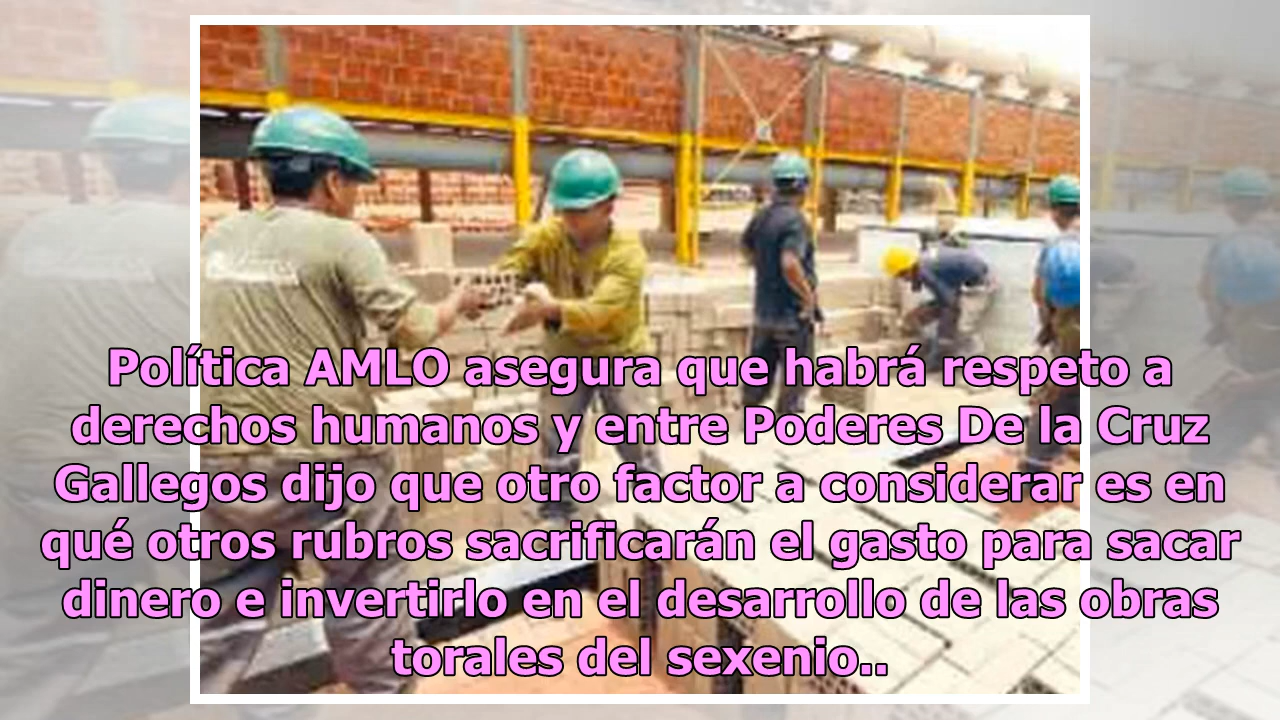 Política AMLO asegura que habrá respeto a
derechos humanos y entre Poderes De la Cruz
Gallegos dijo que otro factor a considerar es en
qué otros rubros sacrificarán el gasto para sacar
dinero e invertirlo en el desarrollo de las obras
torales del sexenio..